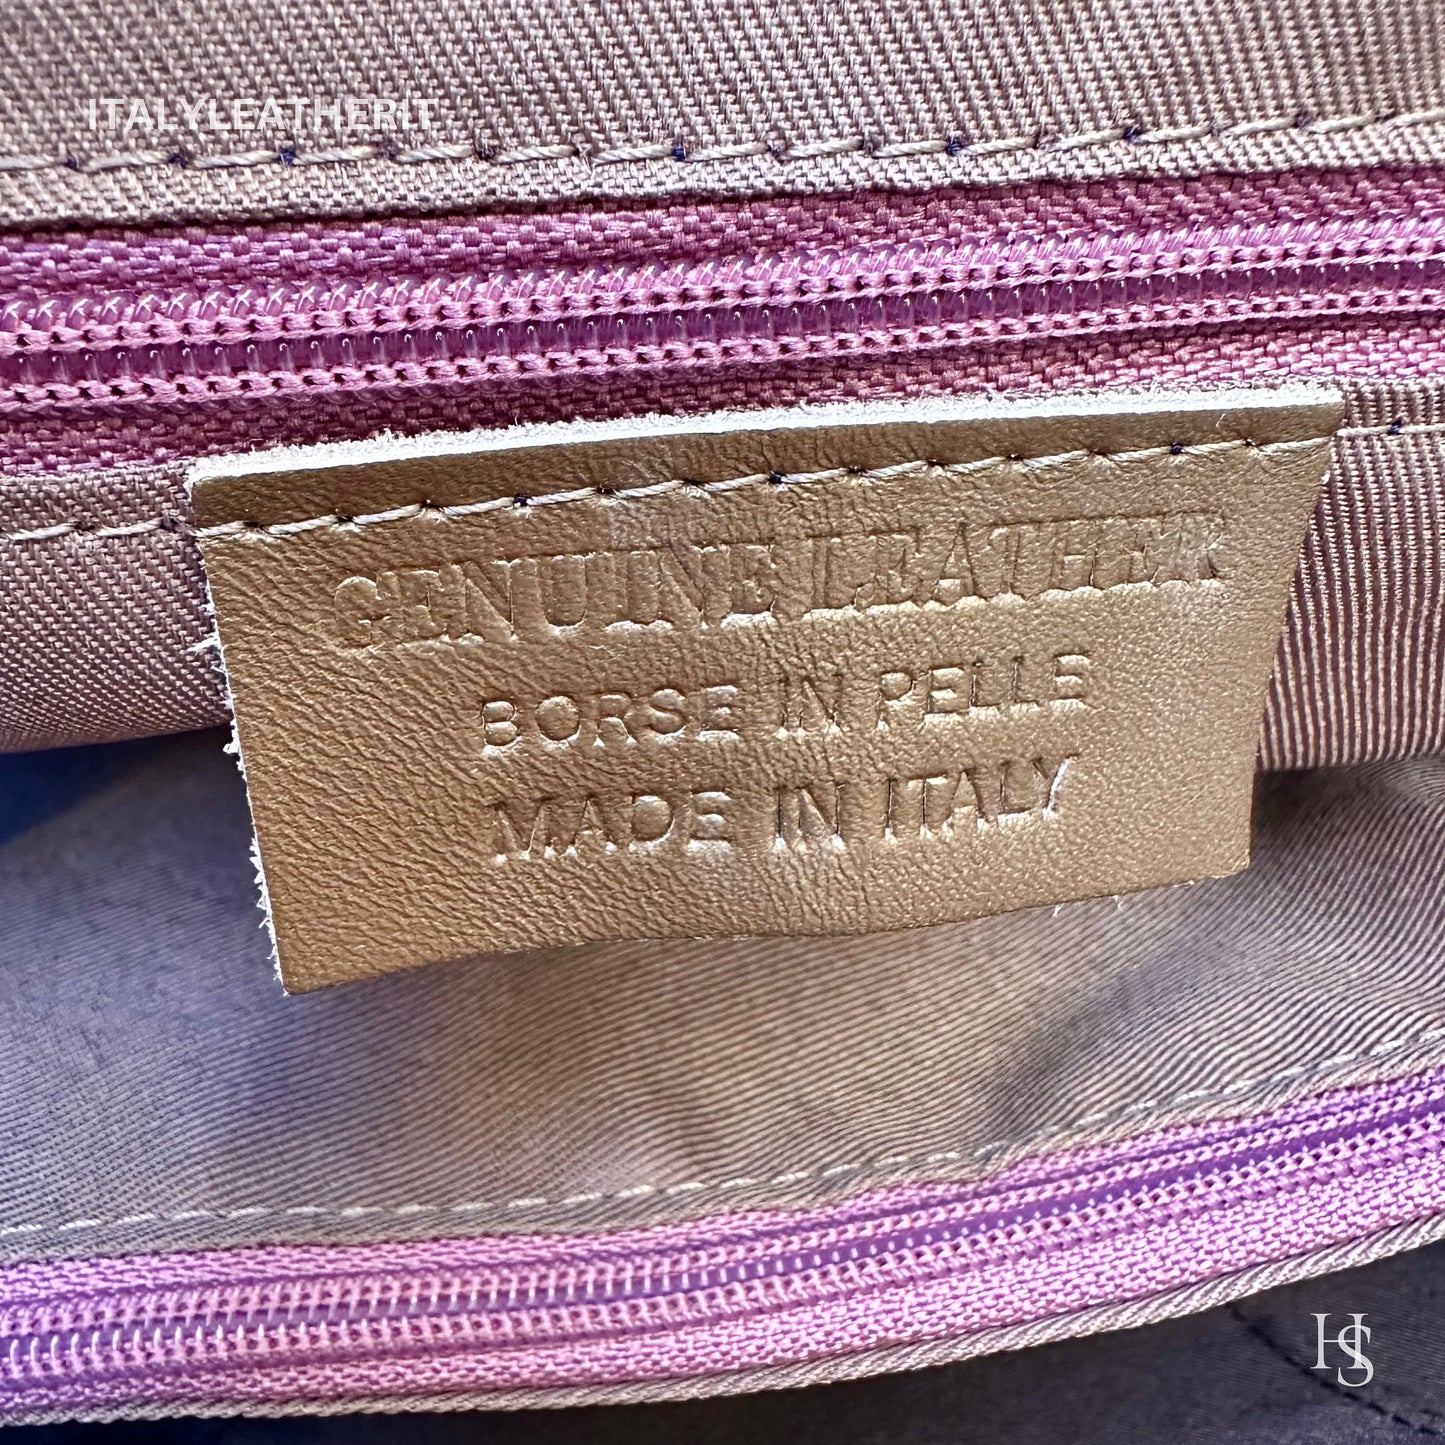 ITALYLEATHERIT
GENUINE LEATHER
BORSE IN PELLE
MADE IN ITALY
HS